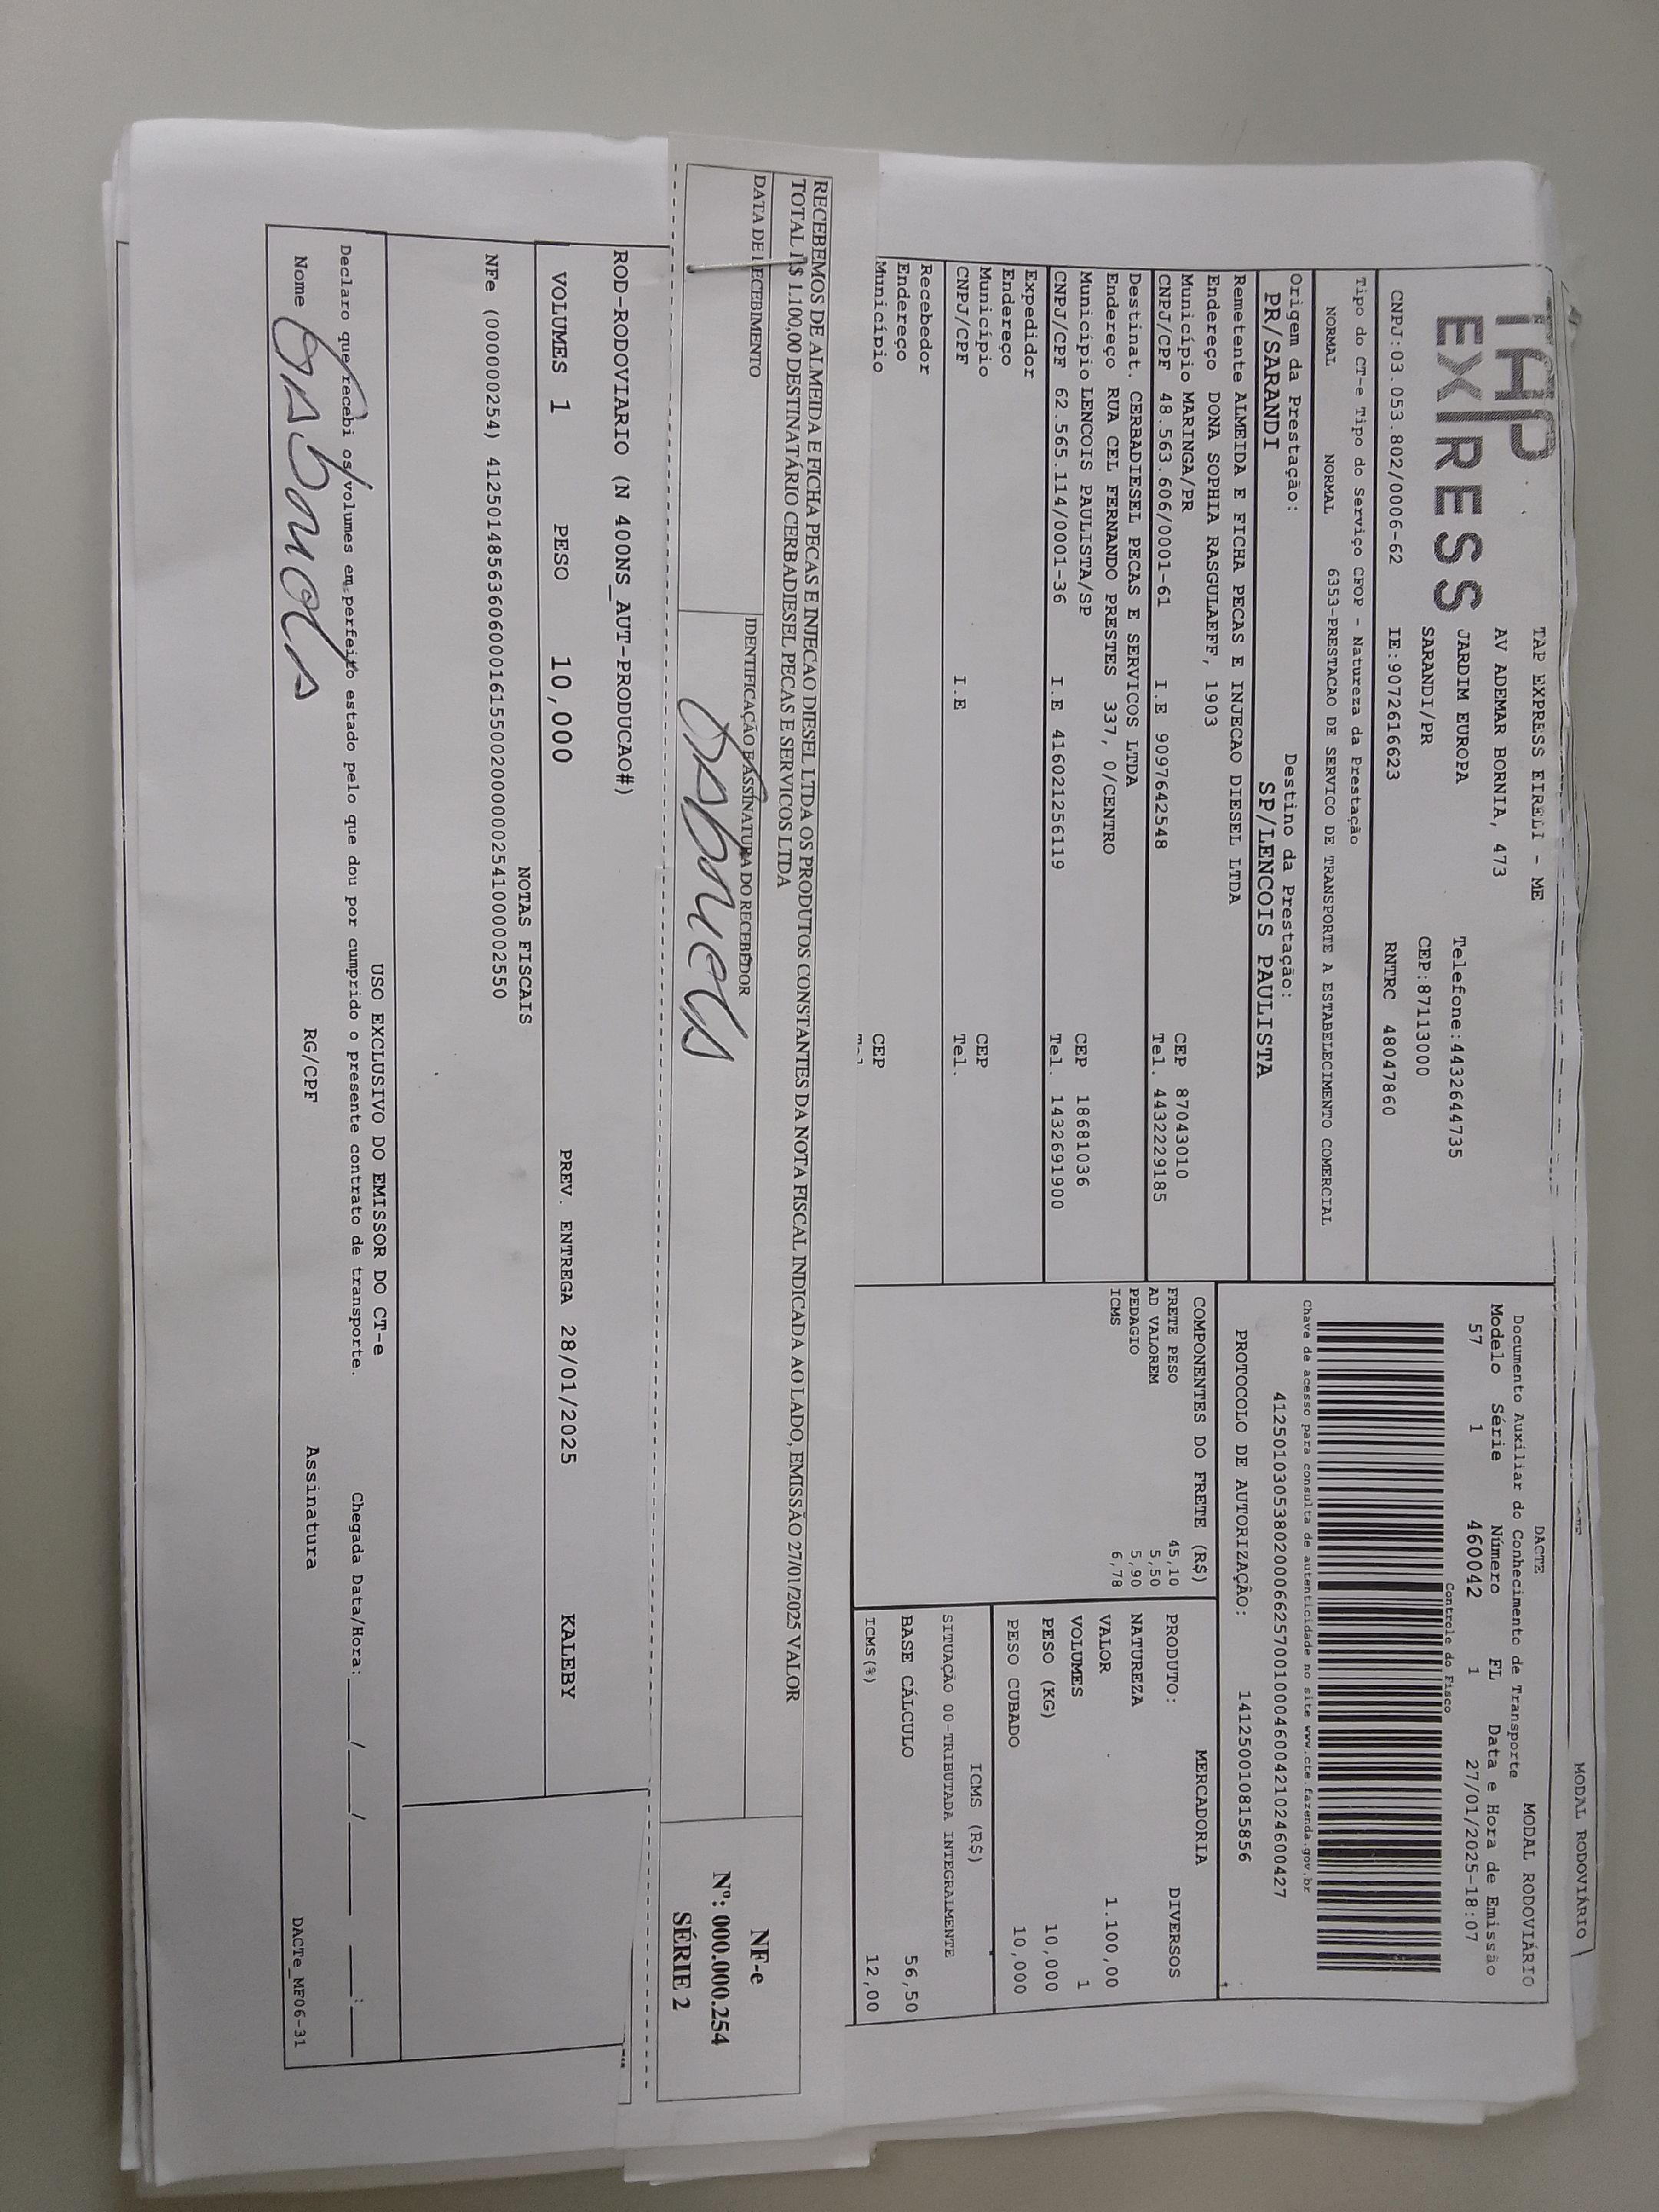 MODAL RODOVIÁRIO
TAP EXPRESS
TAP EXPRESS EIRELI - ME
AV ADEMAR BORNIA, 473
JARDIM EUROPA Telefone:4432644735
SARANDI/PR CEP:87113000
CNPJ:03.053.802/0006-62 IE:9072616623 RNTRC 48047860
DACTE MODAL RODOVIÁRIO
Documento Auxiliar do Conhecimento de Transporte
Modelo Série Número FL Data e Hora de Emissão
57 1 460042 1 27/01/2025-18:07
Controle do Fisco
Chave de acesso para consulta de autenticidade no site www.cte.fazenda.gov.br
41250103053802000662570010004600421024600427
PROTOCOLO DE AUTORIZAÇÃO: 141250010815856
Tipo do CT-e Tipo do Serviço CFOP - Natureza da Prestação
NORMAL NORMAL 6353-PRESTACAO DE SERVICO DE TRANSPORTE A ESTABELECIMENTO COMERCIAL
Origem da Prestação: Destino da Prestação:
PR/SARANDI SP/LENCOIS PAULISTA
Remetente ALMEIDA E FICHA PECAS E INJECAO DIESEL LTDA
Endereço DONA SOPHIA RASGULAEFF, 1903
Município MARINGA/PR CEP 87043010
CNPJ/CPF 48.563.606/0001-61 I.E 9097642548 Tel. 4432229185
Destinat. CERBADIESEL PECAS E SERVICOS LTDA
Endereço RUA CEL FERNANDO PRESTES 337, 0/CENTRO
Município LENCOIS PAULISTA/SP CEP 18681036
CNPJ/CPF 62.565.114/0001-36 I.E 416021256119 Tel. 1432691900
Expedidor
Endereço
Município CEP
CNPJ/CPF I.E Tel.
Recebedor
Endereço
Município CEP
COMPONENTES DO FRETE (R$)
FRETE PESO 45,10
AD VALOREM 5,50
PEDAGIO 5,90
ICMS 6,78
MERCADORIA
PRODUTO: DIVERSOS
NATUREZA
VALOR 1.100,00
VOLUMES 1
PESO (KG) 10,000
PESO CUBADO 10,000
ICMS (R$)
SITUAÇÃO 00-TRIBUTADA INTEGRALMENTE
BASE CÁLCULO 56,50
ICMS(%) 12,00
RECEBEMOS DE ALMEIDA E FICHA PECAS E INJECAO DIESEL LTDA OS PRODUTOS CONSTANTES DA NOTA FISCAL INDICADA AO LADO, EMISSÃO 27/01/2025 VALOR
TOTAL R$ 1.100,00 DESTINATÁRIO CERBADIESEL PECAS E SERVICOS LTDA
DATA DE RECEBIMENTO IDENTIFICAÇÃO E ASSINATURA DO RECEBEDOR
NF-e
Nº: 000.000.254
SÉRIE 2
ROD-RODOVIARIO (N 400NS_AUT-PRODUCAO#)
VOLUMES 1 PESO 10,000 PREV. ENTREGA 28/01/2025 KALEBY
NOTAS FISCAIS
NFe (000000254) 41250148563606000161550020000002541000002550
USO EXCLUSIVO DO EMISSOR DO CT-e
Declaro que recebi os volumes em perfeito estado pelo que dou por cumprido o presente contrato de transporte. Chegada Data/Hora:____/____/______ ____:____
Nome RG/CPF Assinatura DACTe_MF06-31